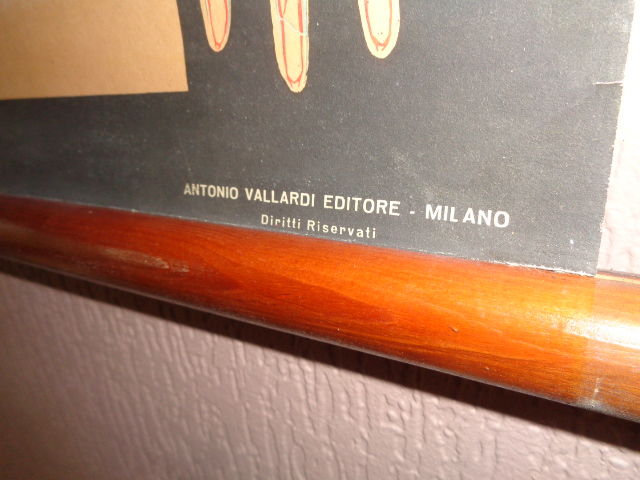 ANTONIO VALLARDI EDITORE - MILANO
Diritti Riservati